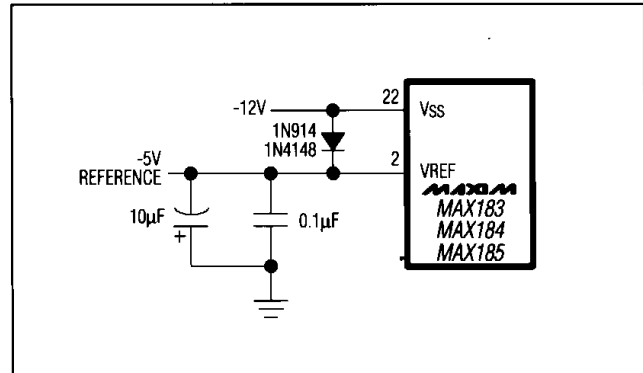 -12V
22
VSS
1N914
1N4148
-5V
REFERENCE
2
VREF
MAXIM
MAX183
MAX184
MAX185
10µF
+
0.1µF